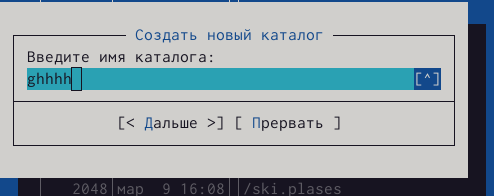 Создать новый каталог
Введите имя каталога:
ghhhh [^]
[< Дальше >] [ Прервать ]
2048 мар 9 16:08 /ski.plases